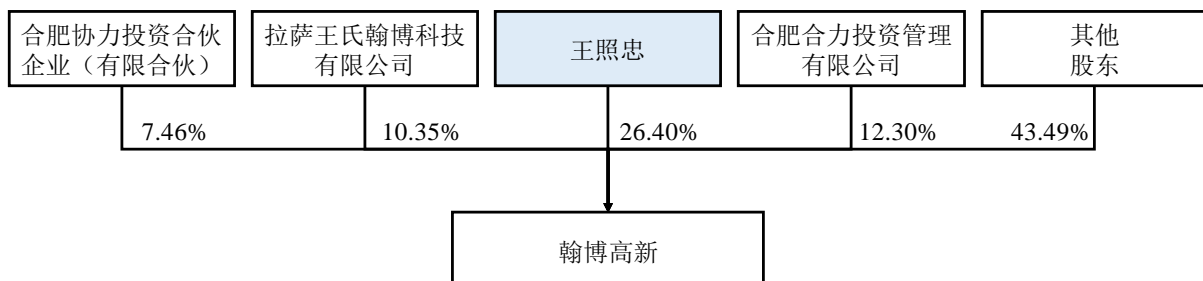 合肥协力投资合伙
企业（有限合伙）
拉萨王氏翰博科技
有限公司
王照忠
合肥合力投资管理
有限公司
其他
股东
7.46%
10.35%
26.40%
12.30%
43.49%
翰博高新